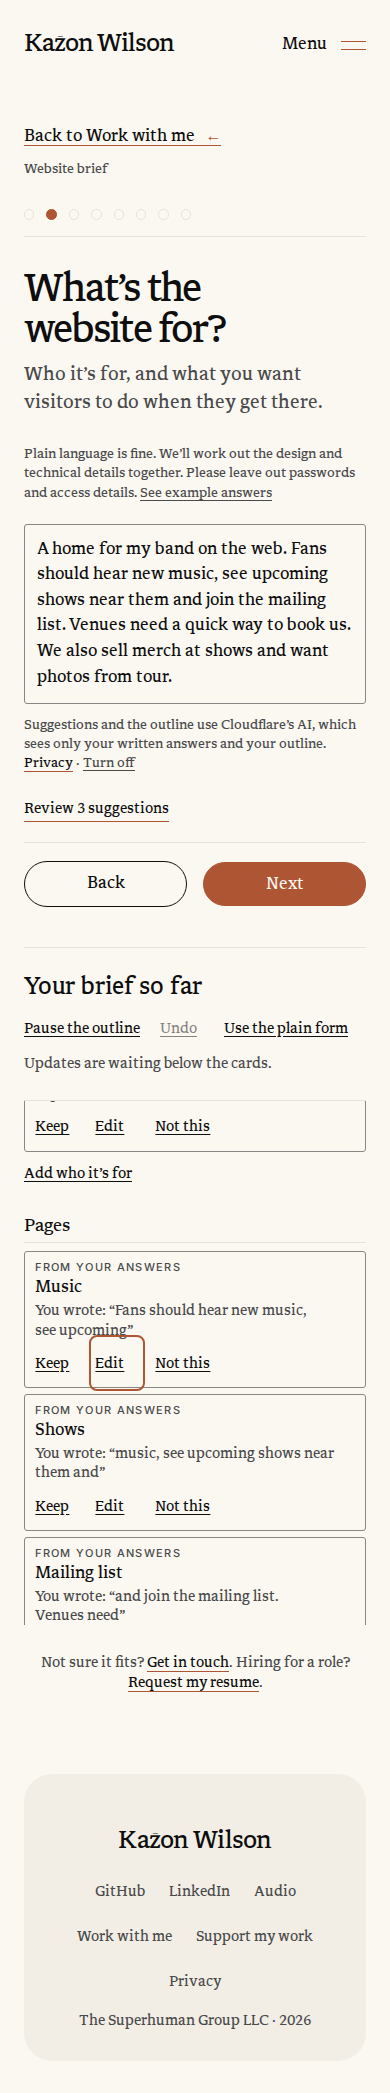 Kažon Wilson
Menu
Back to Work with me ←
Website brief
What's the
website for?
Who it's for, and what you want
visitors to do when they get there.
Plain language is fine. We'll work out the design and
technical details together. Please leave out passwords
and access details. See example answers
A home for my band on the web. Fans
should hear new music, see upcoming
shows near them and join the mailing
list. Venues need a quick way to book us.
We also sell merch at shows and want
photos from tour.
Suggestions and the outline use Cloudflare's AI, which
sees only your written answers and your outline.
Privacy · Turn off
Review 3 suggestions
Back
Next
Your brief so far
Pause the outline Undo Use the plain form
Updates are waiting below the cards.
Keep Edit Not this
Add who it's for
Pages
FROM YOUR ANSWERS
Music
You wrote: “Fans should hear new music,
see upcoming”
Keep Edit Not this
FROM YOUR ANSWERS
Shows
You wrote: “music, see upcoming shows near
them and”
Keep Edit Not this
FROM YOUR ANSWERS
Mailing list
You wrote: “and join the mailing list.
Venues need”
Not sure it fits? Get in touch. Hiring for a role?
Request my resume.
Kažon Wilson
GitHub LinkedIn Audio
Work with me Support my work
Privacy
The Superhuman Group LLC · 2026